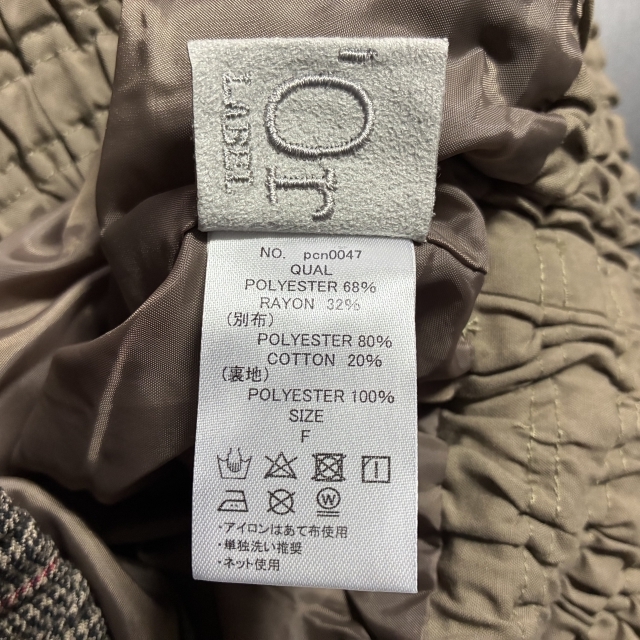 'Or
LABEL
NO. pcn0047
QUAL
POLYESTER 68%
RAYON 32%
(別布)
POLYESTER 80%
COTTON 20%
(裏地)
POLYESTER 100%
SIZE
F
W
・アイロンはあて布使用
・単独洗い推奨
・ネット使用